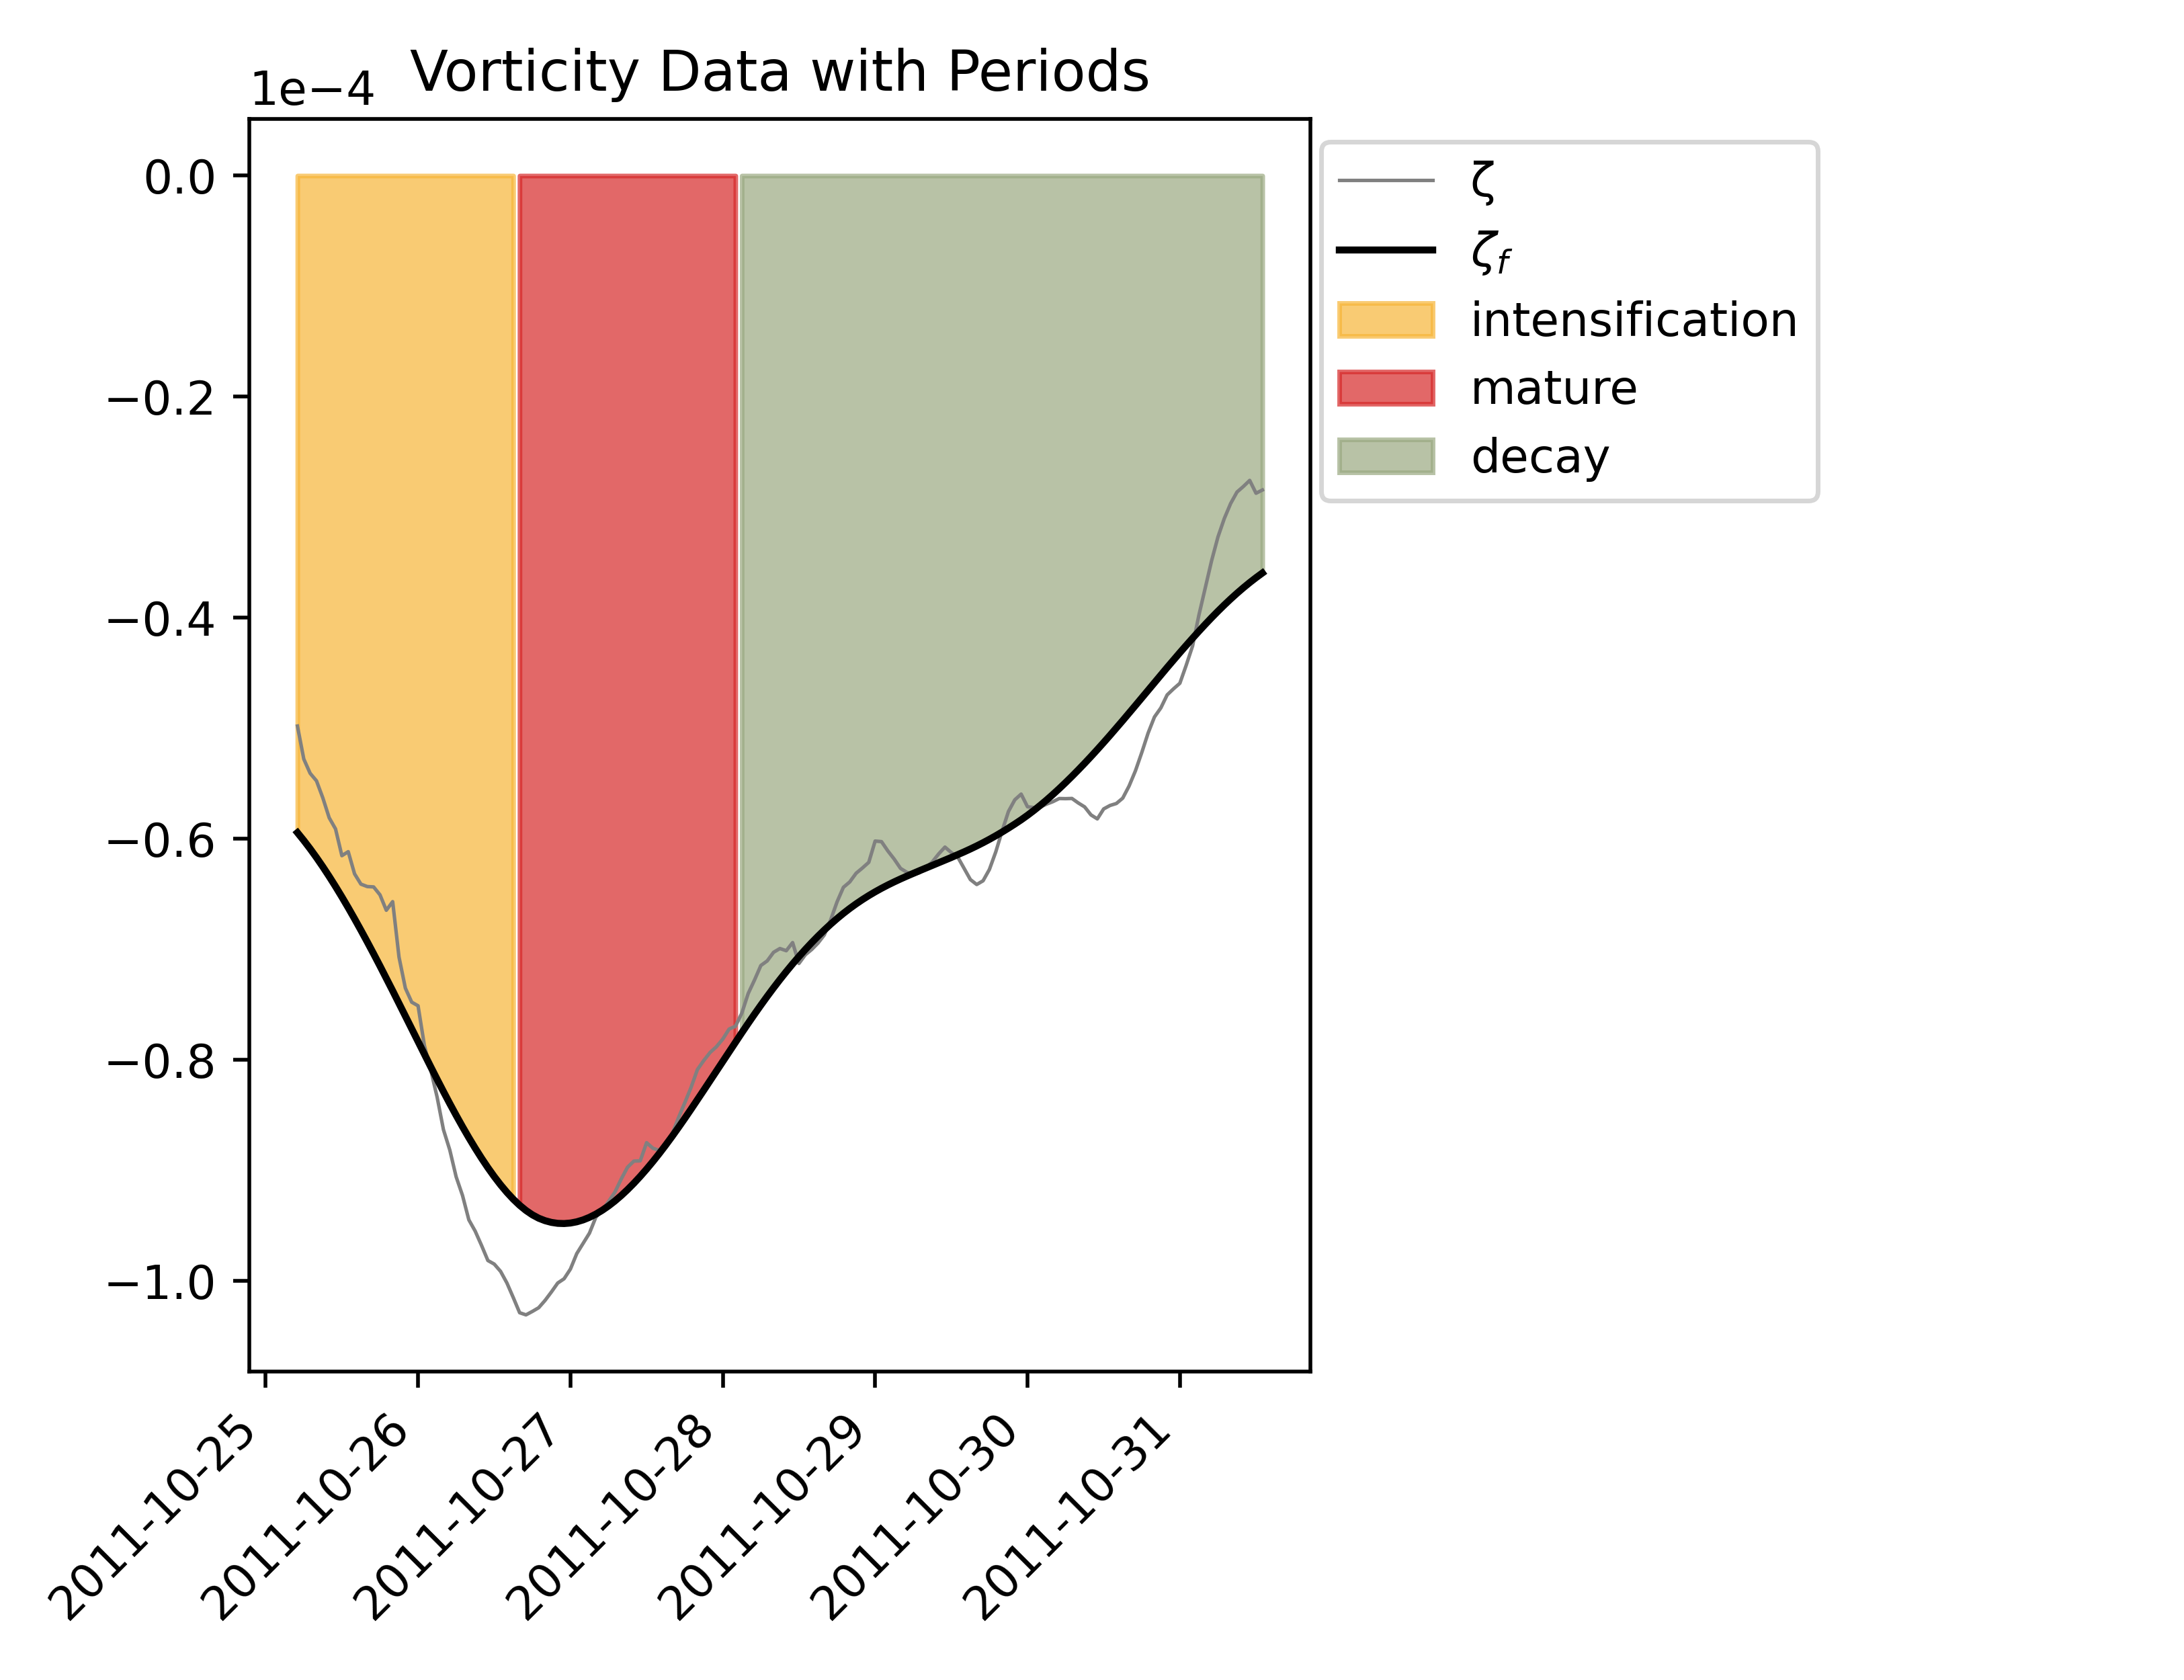 Vorticity Data with Periods
1e−4
0.0
−0.2
−0.4
−0.6
−0.8
−1.0
2011-10-25
2011-10-26
2011-10-27
2011-10-28
2011-10-29
2011-10-30
2011-10-31
ζ
ζf
intensification
mature
decay